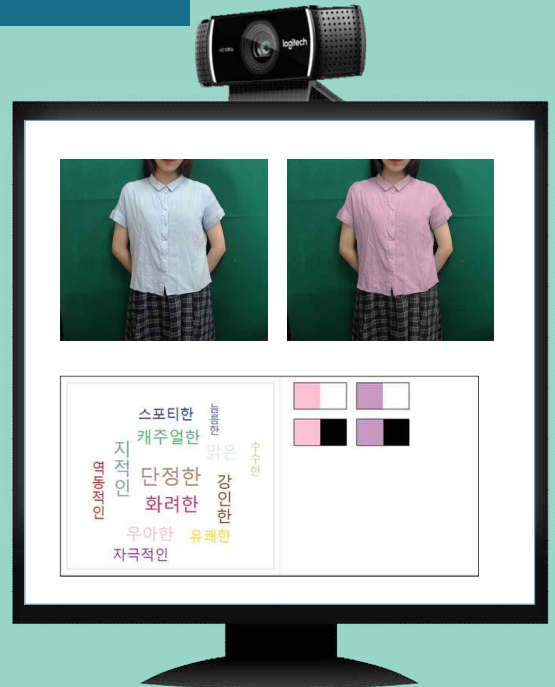 logitech
스포티한
늠름한
캐주얼한
맑은
수수한
지적인
단정한
강인한
역동적인
화려한
우아한
유쾌한
자극적인